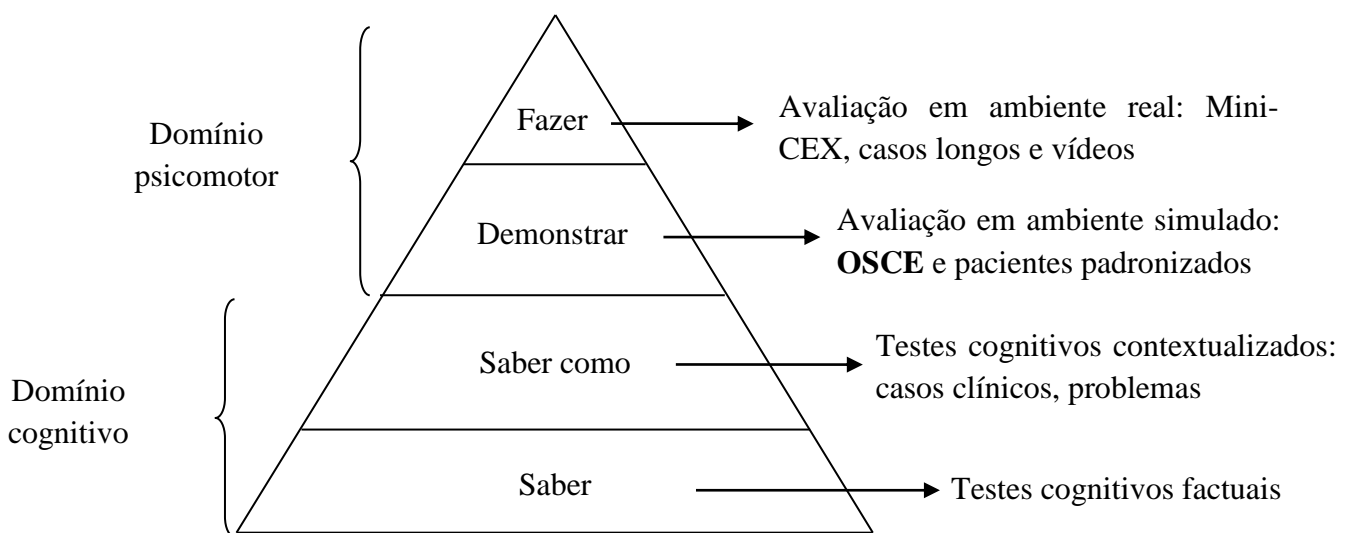 Fazer
Avaliação em ambiente real: Mini-
CEX, casos longos e vídeos
Domínio
psicomotor
Demonstrar
Avaliação em ambiente simulado:
OSCE e pacientes padronizados
Saber como
Testes cognitivos contextualizados:
casos clínicos, problemas
Domínio
cognitivo
Saber
Testes cognitivos factuais